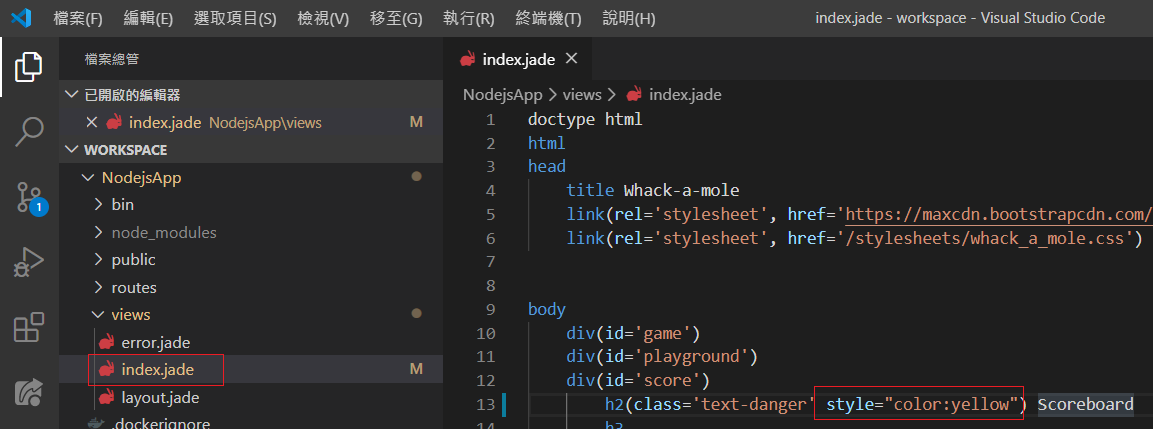 檔案(F) 編輯(E) 選取項目(S) 檢視(V) 移至(G) 執行(R) 終端機(T) 說明(H) index.jade - workspace - Visual Studio Code
檔案總管
已開啟的編輯器
index.jade NodejsApp\views M
WORKSPACE
NodejsApp
bin
node_modules
public
routes
views
error.jade
index.jade M
layout.jade
.dockerignore
1
index.jade
NodejsApp > views > index.jade
1 doctype html
2 html
3 head
4 title Whack-a-mole
5 link(rel='stylesheet', href='https://maxcdn.bootstrapcdn.com/
6 link(rel='stylesheet', href='/stylesheets/whack_a_mole.css')
7
8
9 body
10 div(id='game')
11 div(id='playground')
12 div(id='score')
13 h2(class='text-danger' style="color:yellow") Scoreboard
14 h3